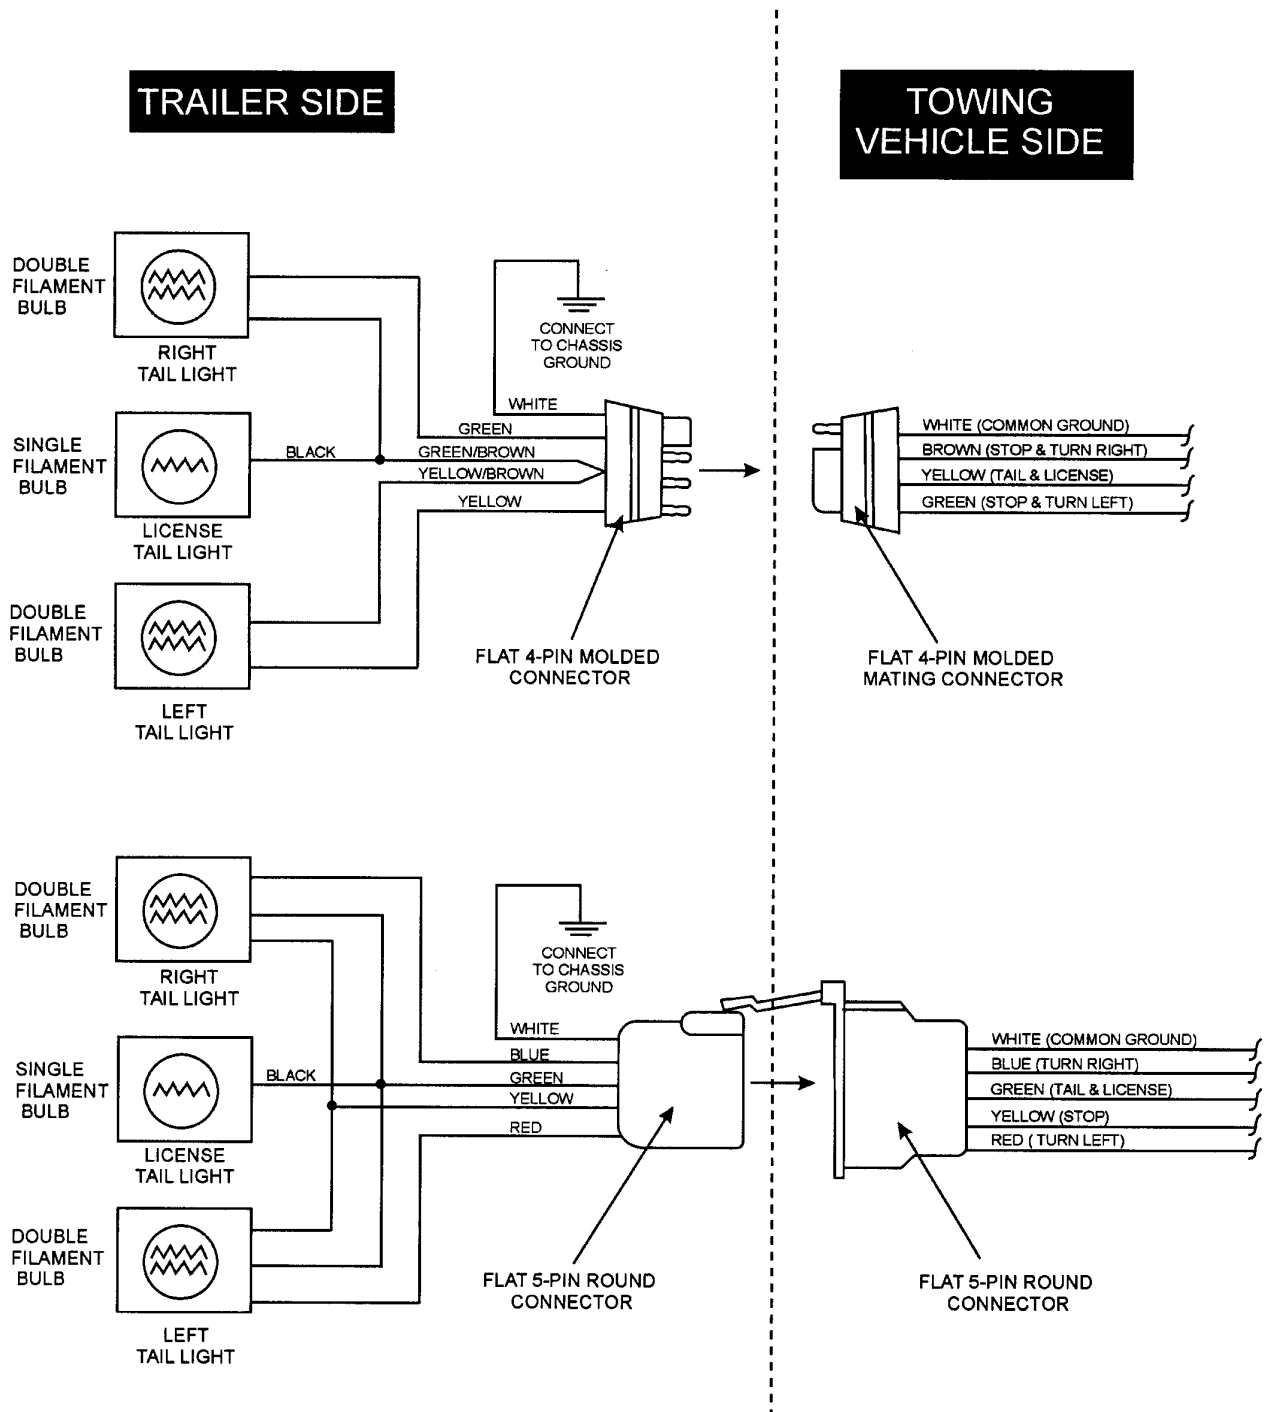 TRAILER SIDE
TOWING
VEHICLE SIDE
DOUBLE
FILAMENT
BULB
RIGHT
TAIL LIGHT
CONNECT
TO CHASSIS
GROUND
SINGLE
FILAMENT
BULB
LICENSE
TAIL LIGHT
BLACK
WHITE
GREEN
GREEN/BROWN
YELLOW/BROWN
YELLOW
WHITE (COMMON GROUND)
BROWN (STOP & TURN RIGHT)
YELLOW (TAIL & LICENSE)
GREEN (STOP & TURN LEFT)
DOUBLE
FILAMENT
BULB
LEFT
TAIL LIGHT
FLAT 4-PIN MOLDED
CONNECTOR
FLAT 4-PIN MOLDED
MATING CONNECTOR
DOUBLE
FILAMENT
BULB
RIGHT
TAIL LIGHT
CONNECT
TO CHASSIS
GROUND
SINGLE
FILAMENT
BULB
LICENSE
TAIL LIGHT
BLACK
WHITE
BLUE
GREEN
YELLOW
RED
WHITE (COMMON GROUND)
BLUE (TURN RIGHT)
GREEN (TAIL & LICENSE)
YELLOW (STOP)
RED ( TURN LEFT)
DOUBLE
FILAMENT
BULB
LEFT
TAIL LIGHT
FLAT 5-PIN ROUND
CONNECTOR
FLAT 5-PIN ROUND
CONNECTOR